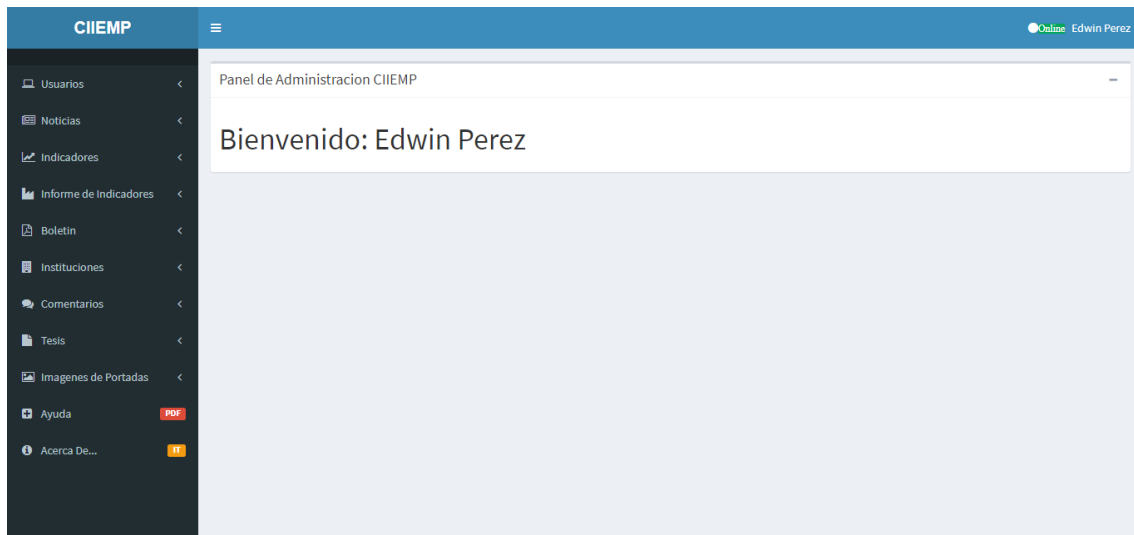 CIIEMP
Online Edwin Perez
Usuarios
Noticias
Indicadores
Informe de Indicadores
Boletin
Instituciones
Comentarios
Tesis
Imagenes de Portadas
Ayuda PDF
Acerca De... IT
Panel de Administracion CIIEMP
Bienvenido: Edwin Perez